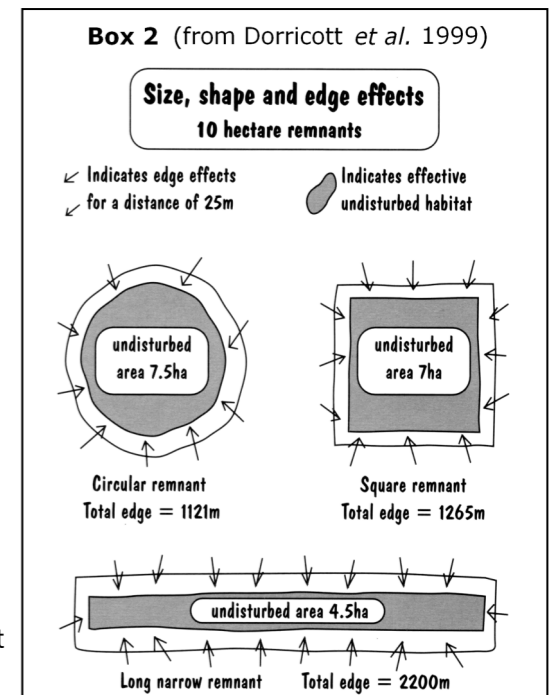 Box 2 (from Dorricott et al. 1999)
Size, shape and edge effects
10 hectare remnants
Indicates edge effects
for a distance of 25m
Indicates effective
undisturbed habitat
undisturbed
area 7.5ha
undisturbed
area 7ha
Circular remnant
Total edge = 1121m
Square remnant
Total edge = 1265m
undisturbed area 4.5ha
Long narrow remnant Total edge = 2200m